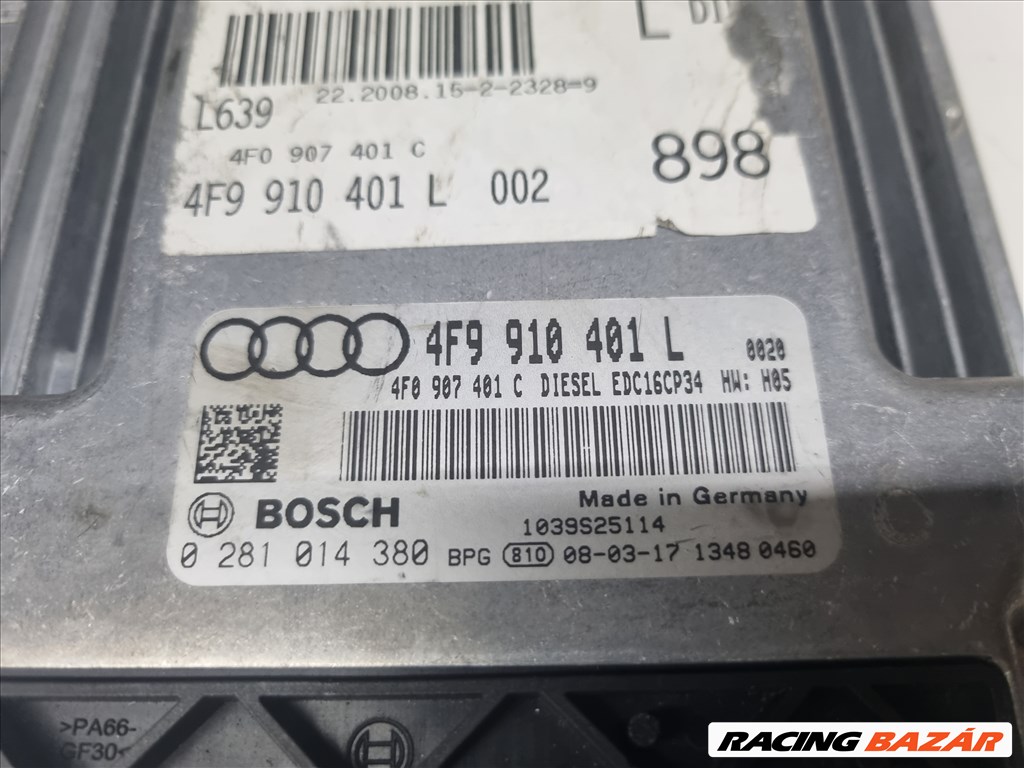 L DI
22.2008.15-2-2328-9
L639
4F0 907 401 C
898
4F9 910 401 L 002
4F9 910 401 L 0020
4F0 907 401 C DIESEL EDC16CP34 HW: H05
Made in Germany
BOSCH
1039S25114
0 281 014 380 BPG 810 08-03-17 1348 0460
>PA66-
GF30<
RACING BAZÁR